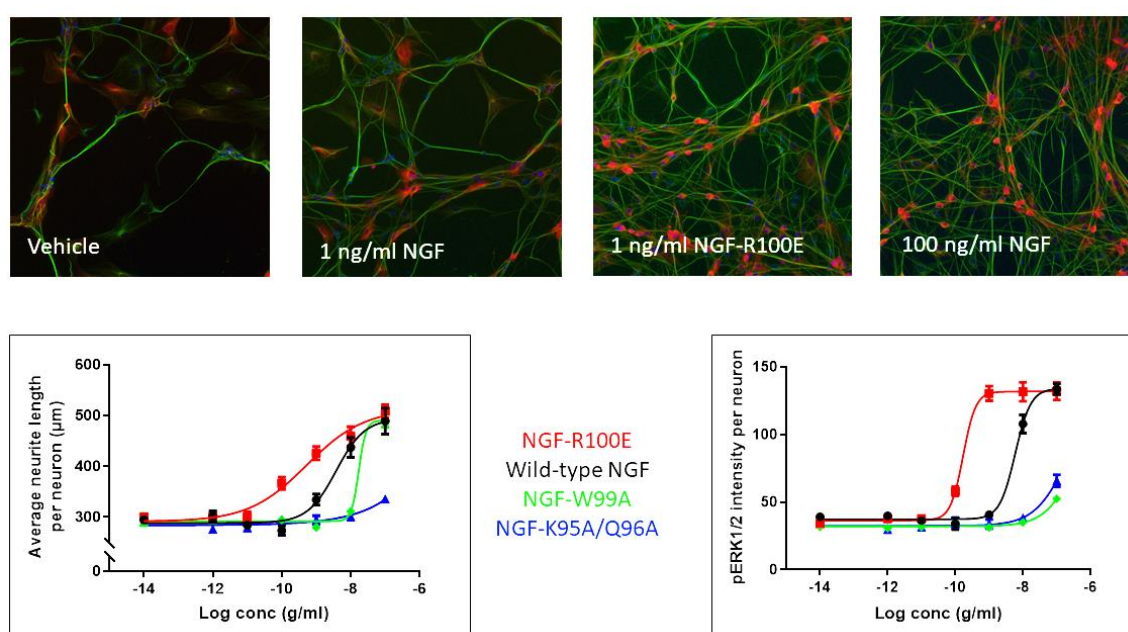 Vehicle
1 ng/ml NGF
1 ng/ml NGF-R100E
100 ng/ml NGF
Average neurite length
per neuron (µm)
600
500
400
300
0
-14
-12
-10
-8
-6
Log conc (g/ml)
NGF-R100E
Wild-type NGF
NGF-W99A
NGF-K95A/Q96A
pERK1/2 intensity per neuron
150
100
50
0
-14
-12
-10
-8
-6
Log conc (g/ml)